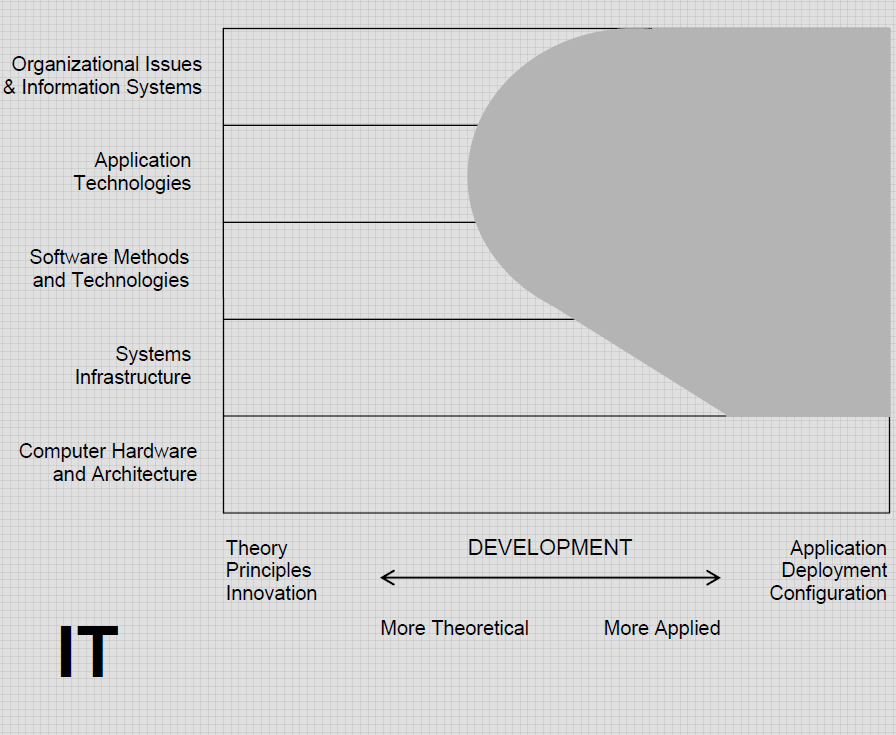 Organizational Issues
& Information Systems
Application
Technologies
Software Methods
and Technologies
Systems
Infrastructure
Computer Hardware
and Architecture
Theory
Principles
Innovation
DEVELOPMENT
Application
Deployment
Configuration
More Theoretical
More Applied
IT